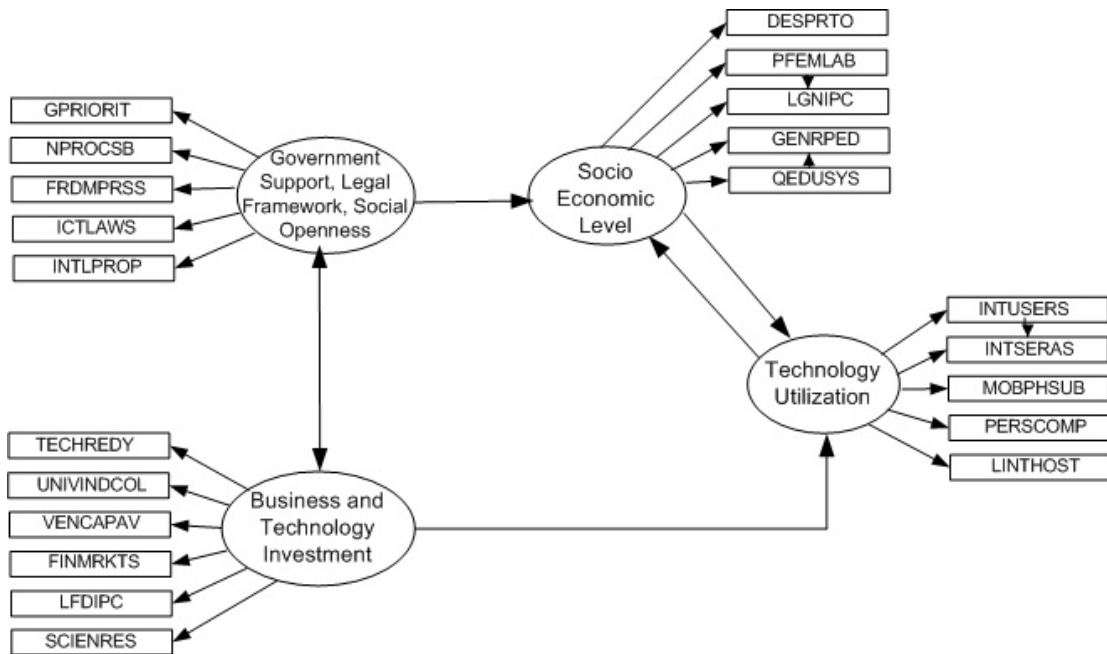 DESPRTO
PFEMLAB
LGNIPC
GENRPED
QEDUSYS
GPRIORIT
NPROCSB
FRDMPRSS
ICTLAWS
INTLPROP
Government
Support, Legal
Framework, Social
Openness
Socio
Economic
Level
INTUSERS
INTSERAS
MOBPHSUB
PERSCOMP
LINTHOST
Technology
Utilization
TECHREDY
UNIVINDCOL
VENCAPAV
FINMRKTS
LFDIPC
SCIENRES
Business and
Technology
Investment